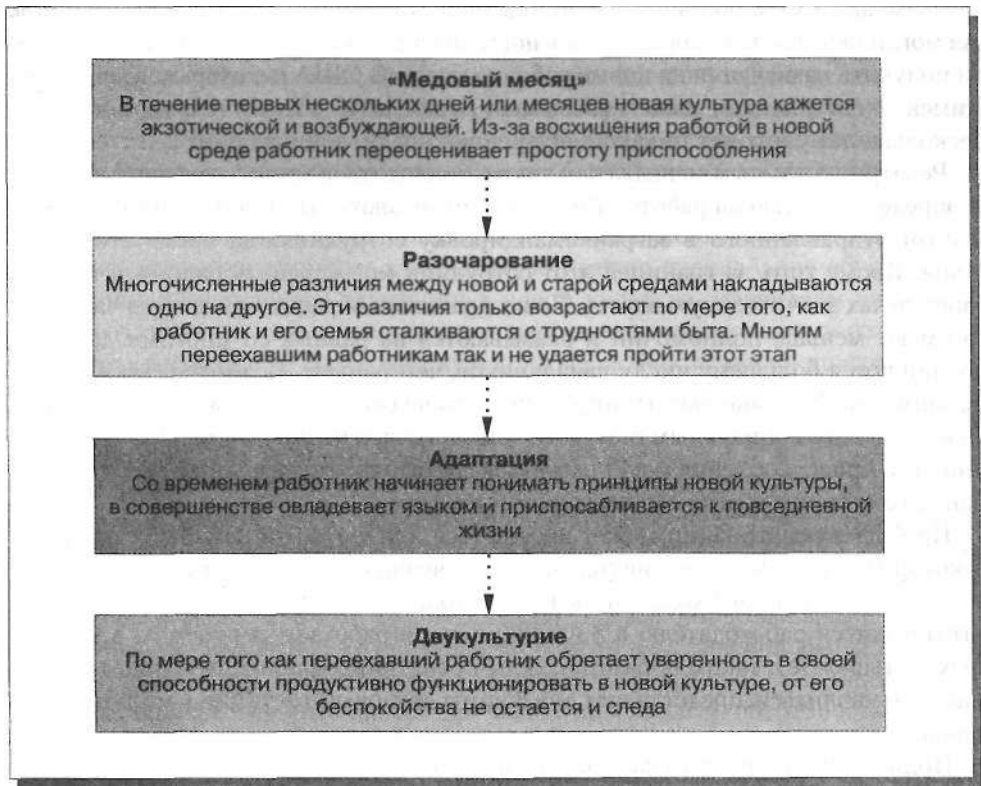 «Медовый месяц»
В течение первых нескольких дней или месяцев новая культура кажется
экзотической и возбуждающей. Из-за восхищения работой в новой
среде работник переоценивает простоту приспособления
Разочарование
Многочисленные различия между новой и старой средами накладываются
одно на другое. Эти различия только возрастают по мере того, как
работник и его семья сталкиваются с трудностями быта. Многим
переехавшим работникам так и не удается пройти этот этап
Адаптация
Со временем работник начинает понимать принципы новой культуры,
в совершенстве овладевает языком и приспосабливается к повседневной
жизни
Двукультурие
По мере того как переехавший работник обретает уверенность в своей
способности продуктивно функционировать в новой культуре, от его
беспокойства не остается и следа